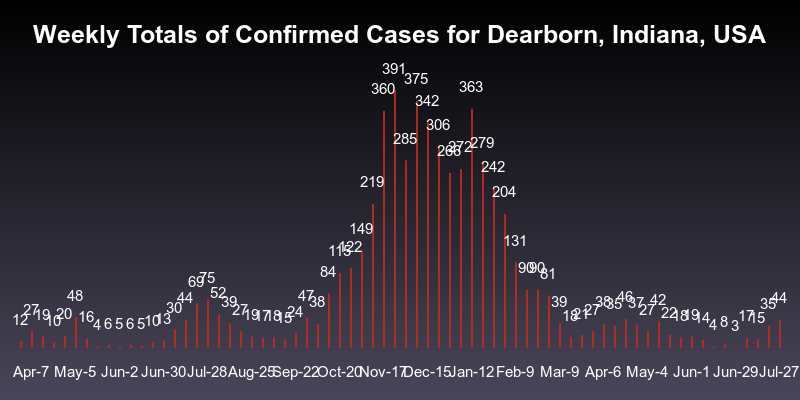 Weekly Totals of Confirmed Cases for Dearborn, Indiana, USA
12 27 19 10 20 48 16 4 6 5 6 5 10 13 30 44 69 75 52 39 27 19 17 18 15 24 47 38 84 115 122 149 219 360 391 285 375 342 306 266 272 363 279 242 204 131 90 90 81 39 18 21 27 38 35 46 37 27 42 22 18 19 14 4 8 3 17 15 35 44
Apr-7 May-5 Jun-2 Jun-30 Jul-28 Aug-25 Sep-22 Oct-20 Nov-17 Dec-15 Jan-12 Feb-9 Mar-9 Apr-6 May-4 Jun-1 Jun-29 Jul-27